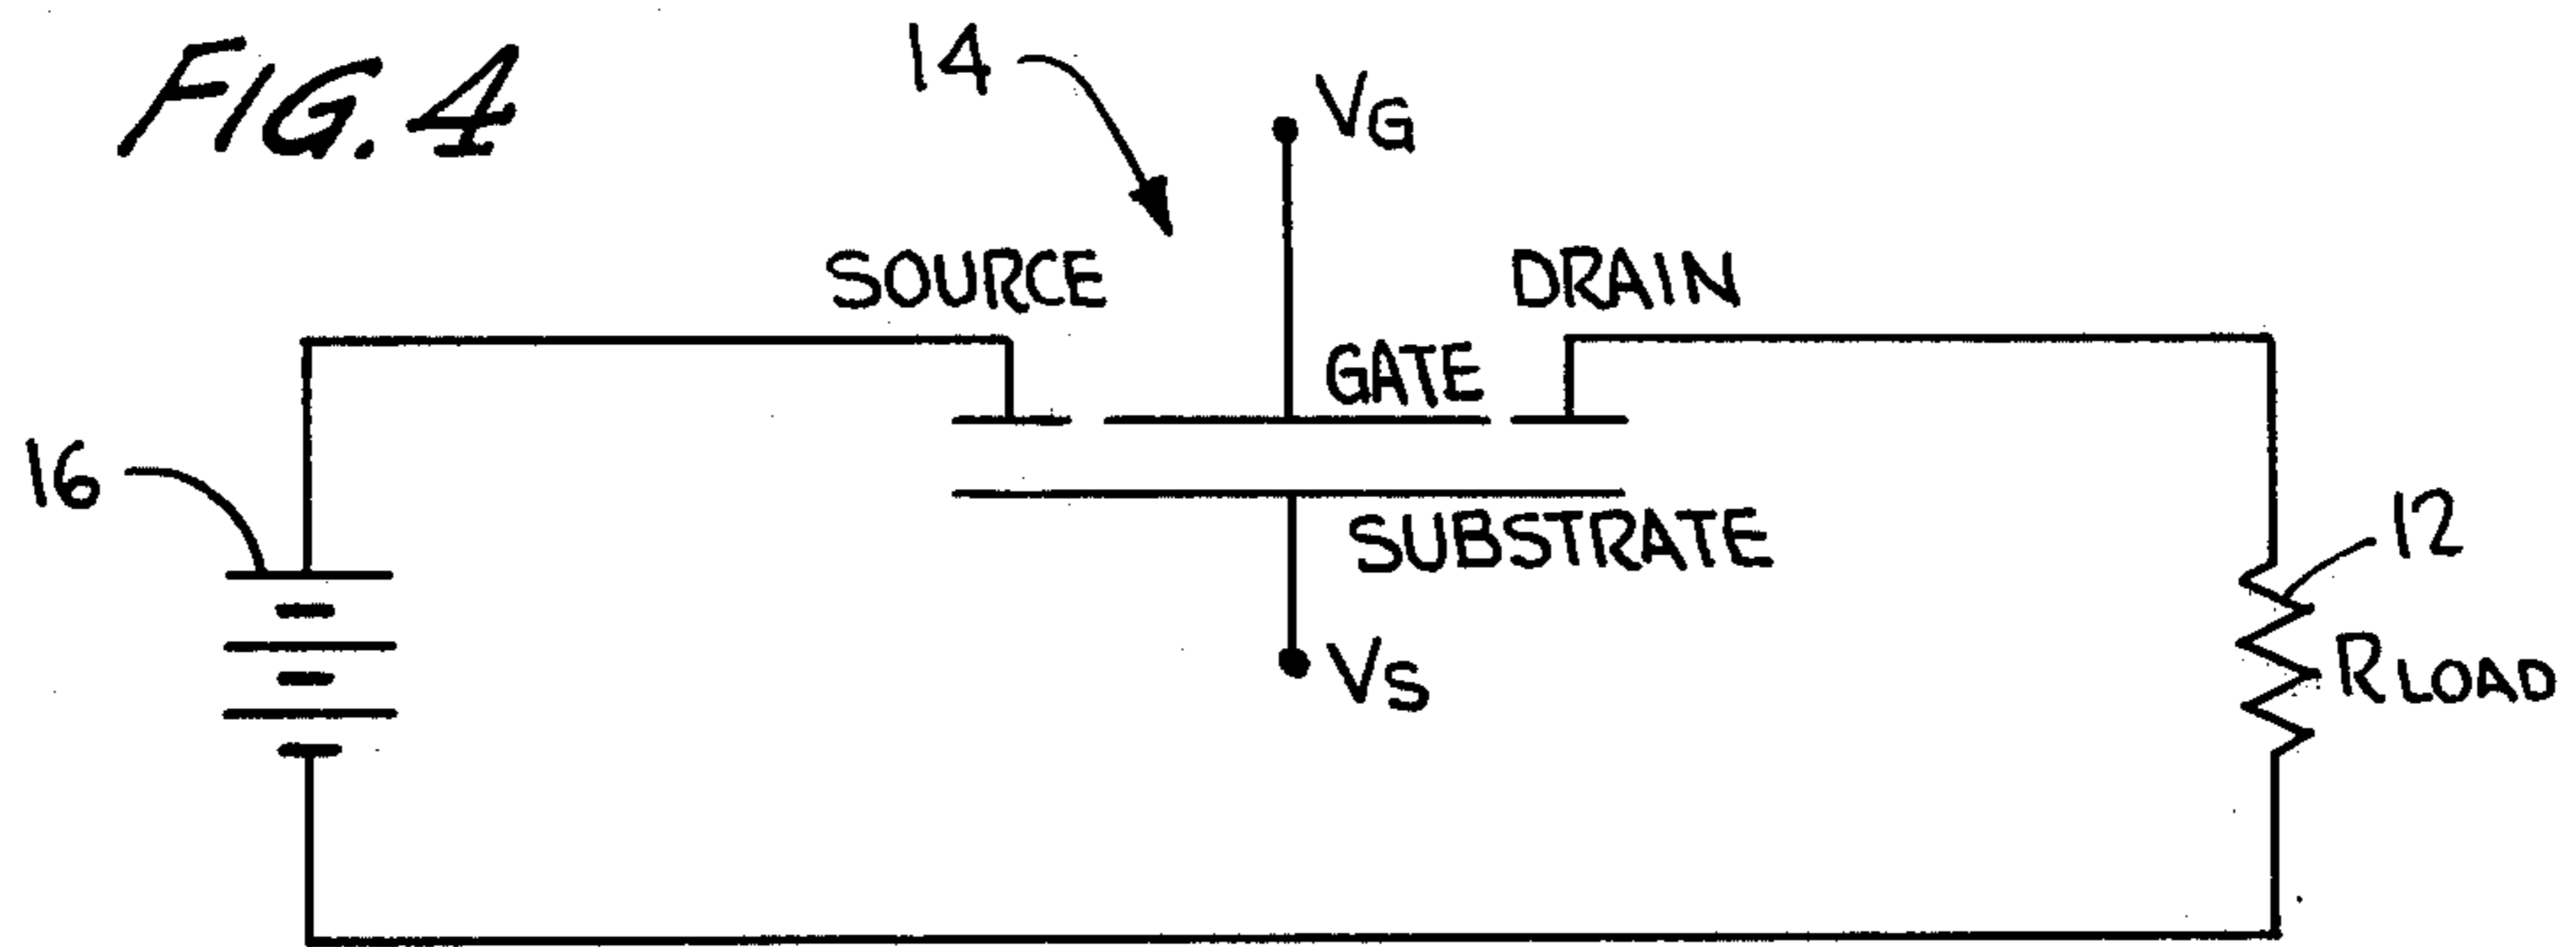 FIG. 4
14
VG
SOURCE
DRAIN
GATE
16
SUBSTRATE
12
VS
RLOAD